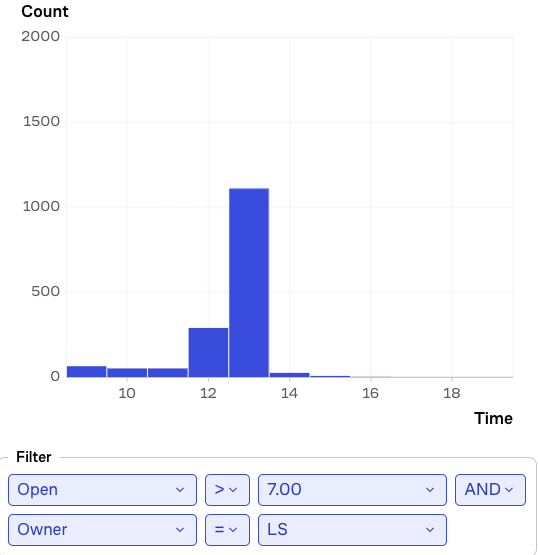 Count
2000
1500
1000
500
0
10 12 14 16 18
Time
Filter
Open > 7.00 AND
Owner = LS